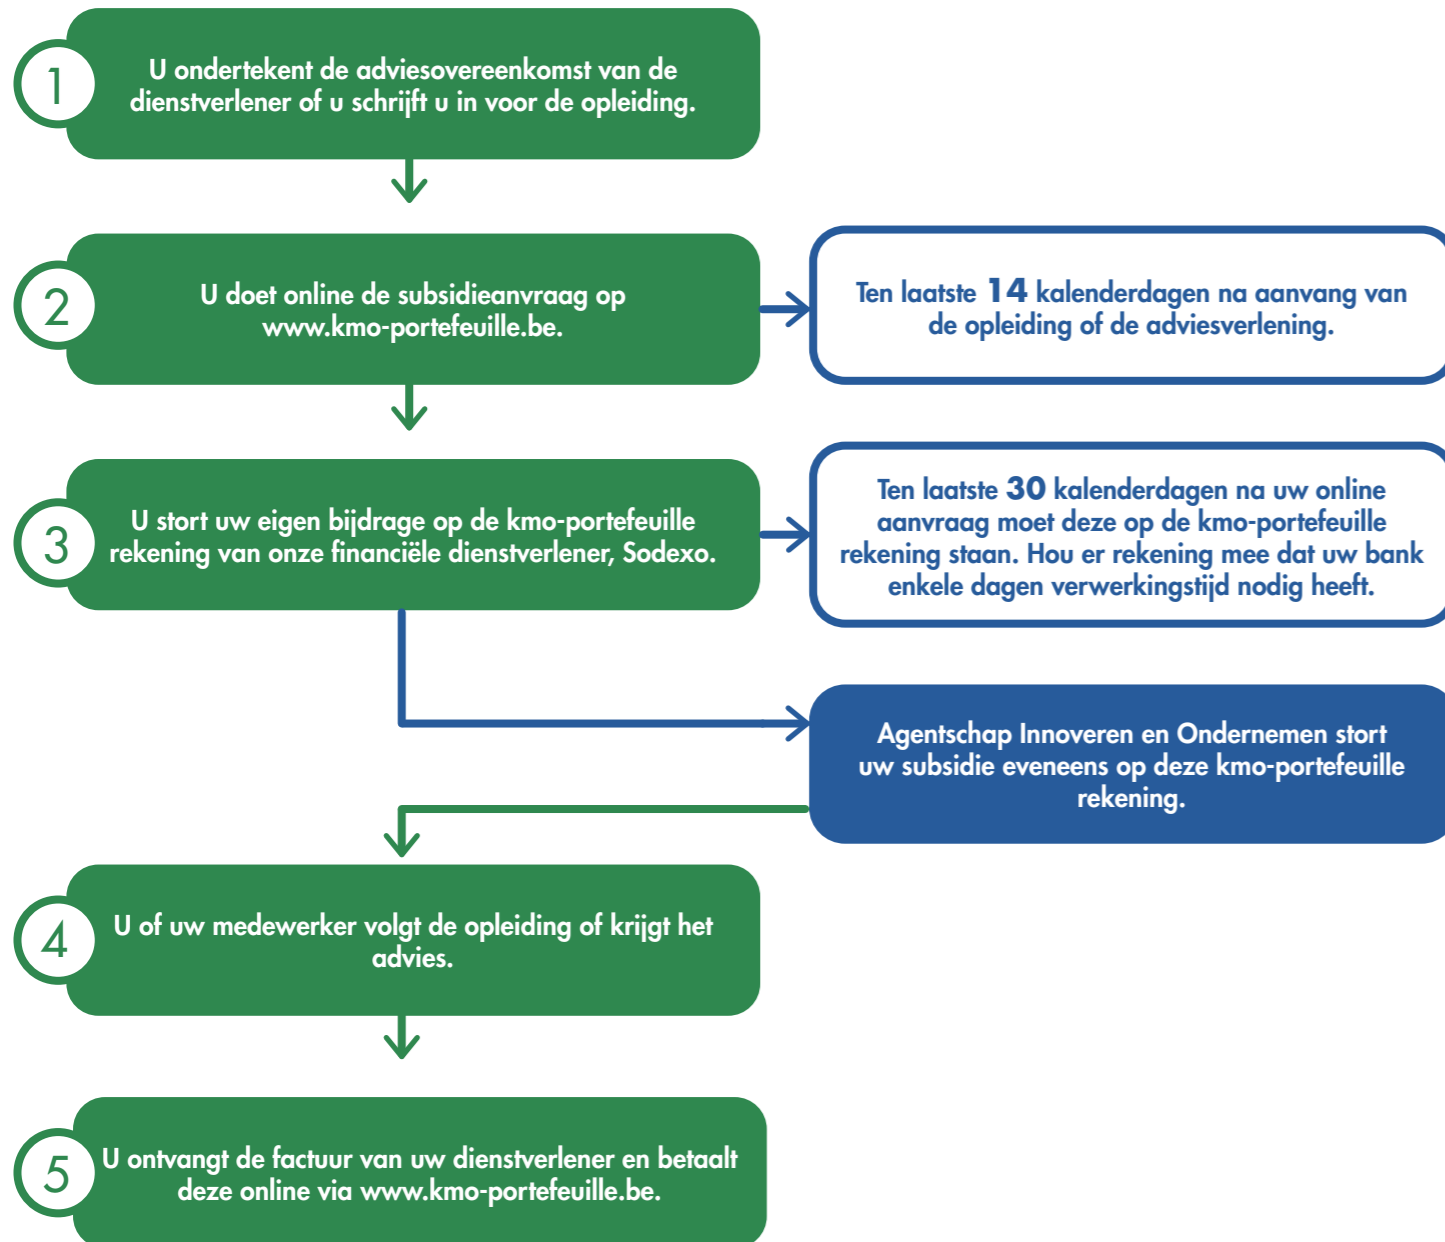 1
U ondertekent de adviesovereenkomst van de
dienstverlener of u schrijft u in voor de opleiding.
2
U doet online de subsidieanvraag op
www.kmo-portefeuille.be.
Ten laatste 14 kalenderdagen na aanvang van
de opleiding of de adviesverlening.
3
U stort uw eigen bijdrage op de kmo-portefeuille
rekening van onze financiële dienstverlener, Sodexo.
Ten laatste 30 kalenderdagen na uw online
aanvraag moet deze op de kmo-portefeuille
rekening staan. Hou er rekening mee dat uw bank
enkele dagen verwerkingstijd nodig heeft.
Agentschap Innoveren en Ondernemen stort
uw subsidie eveneens op deze kmo-portefeuille
rekening.
4
U of uw medewerker volgt de opleiding of krijgt het
advies.
5
U ontvangt de factuur van uw dienstverlener en betaalt
deze online via www.kmo-portefeuille.be.